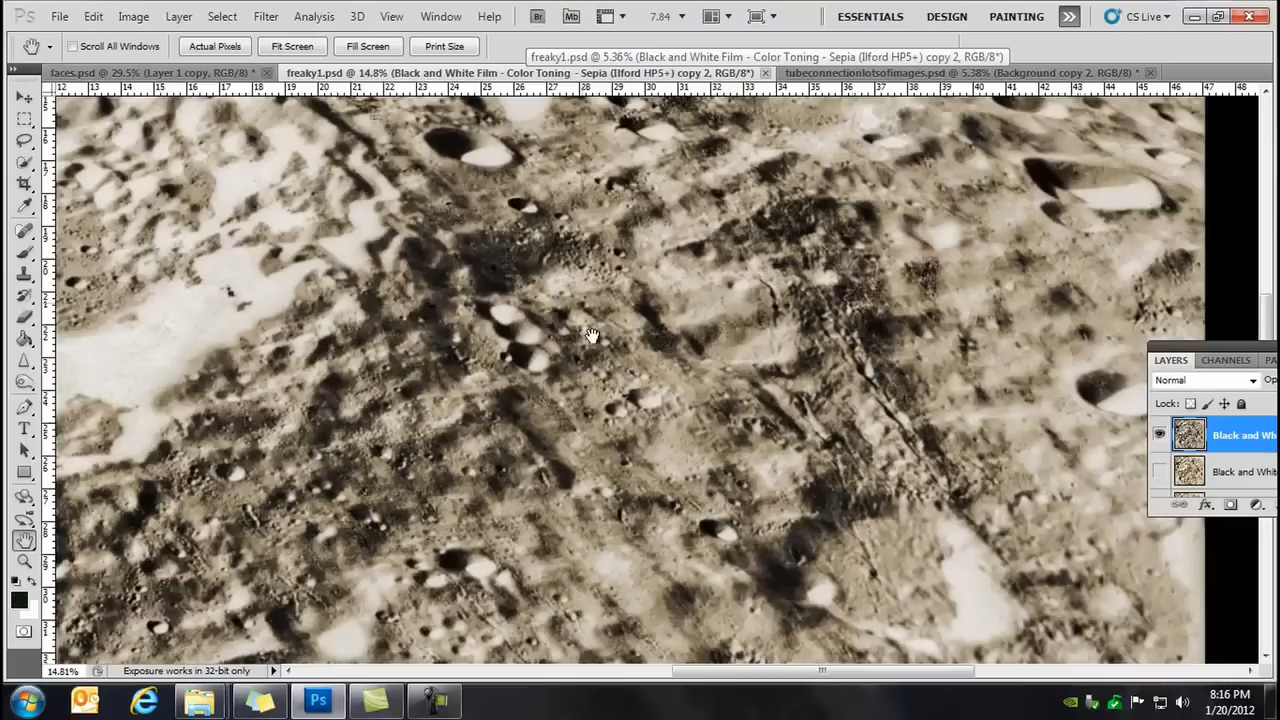 Ps File Edit Image Layer Select Filter Analysis 3D View Window Help Br Mb 7.84 ESSENTIALS DESIGN PAINTING CS Live
Scroll All Windows Actual Pixels Fit Screen Fill Screen Print Size
freaky1.psd @ 5.36% (Black and White Film - Color Toning - Sepia (Ilford HP5+) copy 2, RGB/8*)
faces.psd @ 29.5% (Layer 1 copy, RGB/8) * freaky1.psd @ 14.8% (Black and White Film - Color Toning - Sepia (Ilford HP5+) copy 2, RGB/8*) tubeconnectionlotsofimages.psd @ 5.38% (Background copy 2, RGB/8*) *
12 13 14 15 16 17 18 19 20 21 22 23 24 25 26 27 28 29 30 31 32 33 34 35 36 37 38 39 40 41 42 43 44 45 46 47 48
LAYERS CHANNELS PA
Normal Op
Lock:
Black and Wh
Black and White
14.81% Exposure works in 32-bit only
8:16 PM
1/20/2012